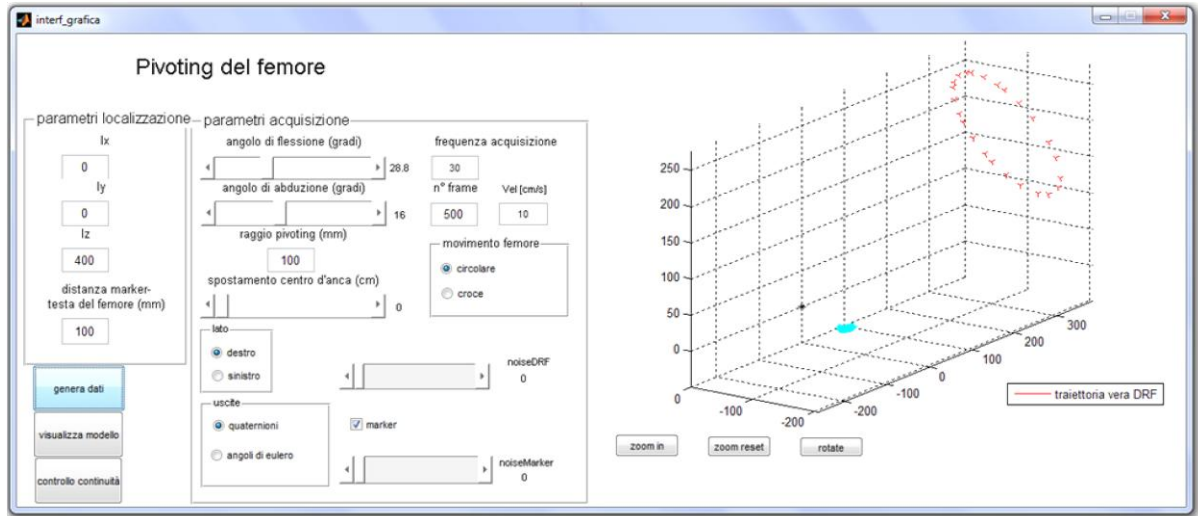 interf_grafica
Pivoting del femore
parametri localizzazione
lx
0
ly
0
lz
400
distanza marker-
testa del femore (mm)
100
genera dati
visualizza modello
controllo continuità
parametri acquisizione
angolo di flessione (gradi)
28.8
angolo di abduzione (gradi)
16
raggio pivoting (mm)
100
spostamento centro d'anca (cm)
0
frequenza acquisizione
30
n° frame
500
Vel [cm/s]
10
movimento femore
circolare
croce
lato
destro
sinistro
noiseDRF
0
uscite
quaternioni
angoli di eulero
marker
noiseMarker
0
250
200
150
100
50
0
0
-100
-200
-200
-100
0
100
200
300
traiettoria vera DRF
zoom in
zoom reset
rotate